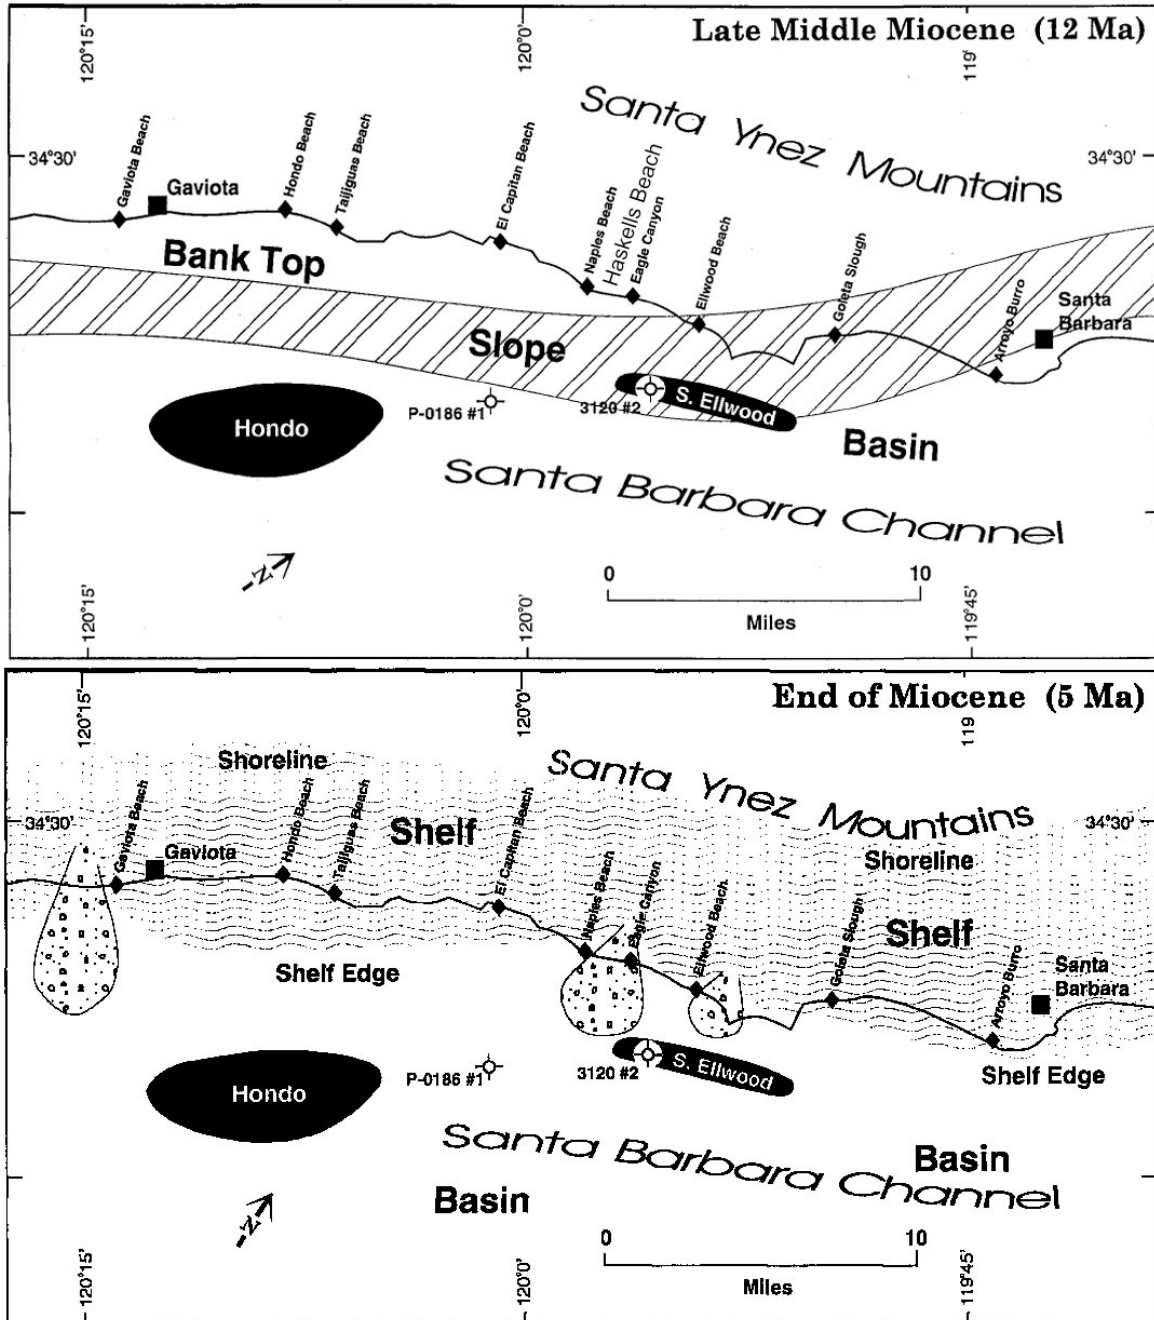 Late Middle Miocene (12 Ma)
120°15'
120°0'
119
Santa Ynez Mountains
34°30'
34°30'
Gaviota Beach
Gaviota
Hondo Beach
Tajiguas Beach
El Capitan Beach
Naples Beach
Haskells Beach
Eagle Canyon
Ellwood Beach
Goleta Slough
Arroyo Burro
Santa
Barbara
Bank Top
Slope
Hondo
P-0186 #1
3120 #2
S. Ellwood
Basin
Santa Barbara Channel
N
0 10
Miles
120°15'
120°0'
119°45'
End of Miocene (5 Ma)
120°15'
120°0'
119
Shoreline
Santa Ynez Mountains
34°30'
34°30'
Shoreline
Gaviota Beach
Gaviota
Hondo Beach
Tajiguas Beach
Shelf
El Capitan Beach
Naples Beach
Eagle Canyon
Ellwood Beach
Goleta Slough
Shelf
Arroyo Burro
Santa
Barbara
Shelf Edge
Shelf Edge
Hondo
P-0186 #1
3120 #2
S. Ellwood
Santa Barbara Channel
Basin
Basin
N
0 10
Miles
120°15'
120°0'
119°45'